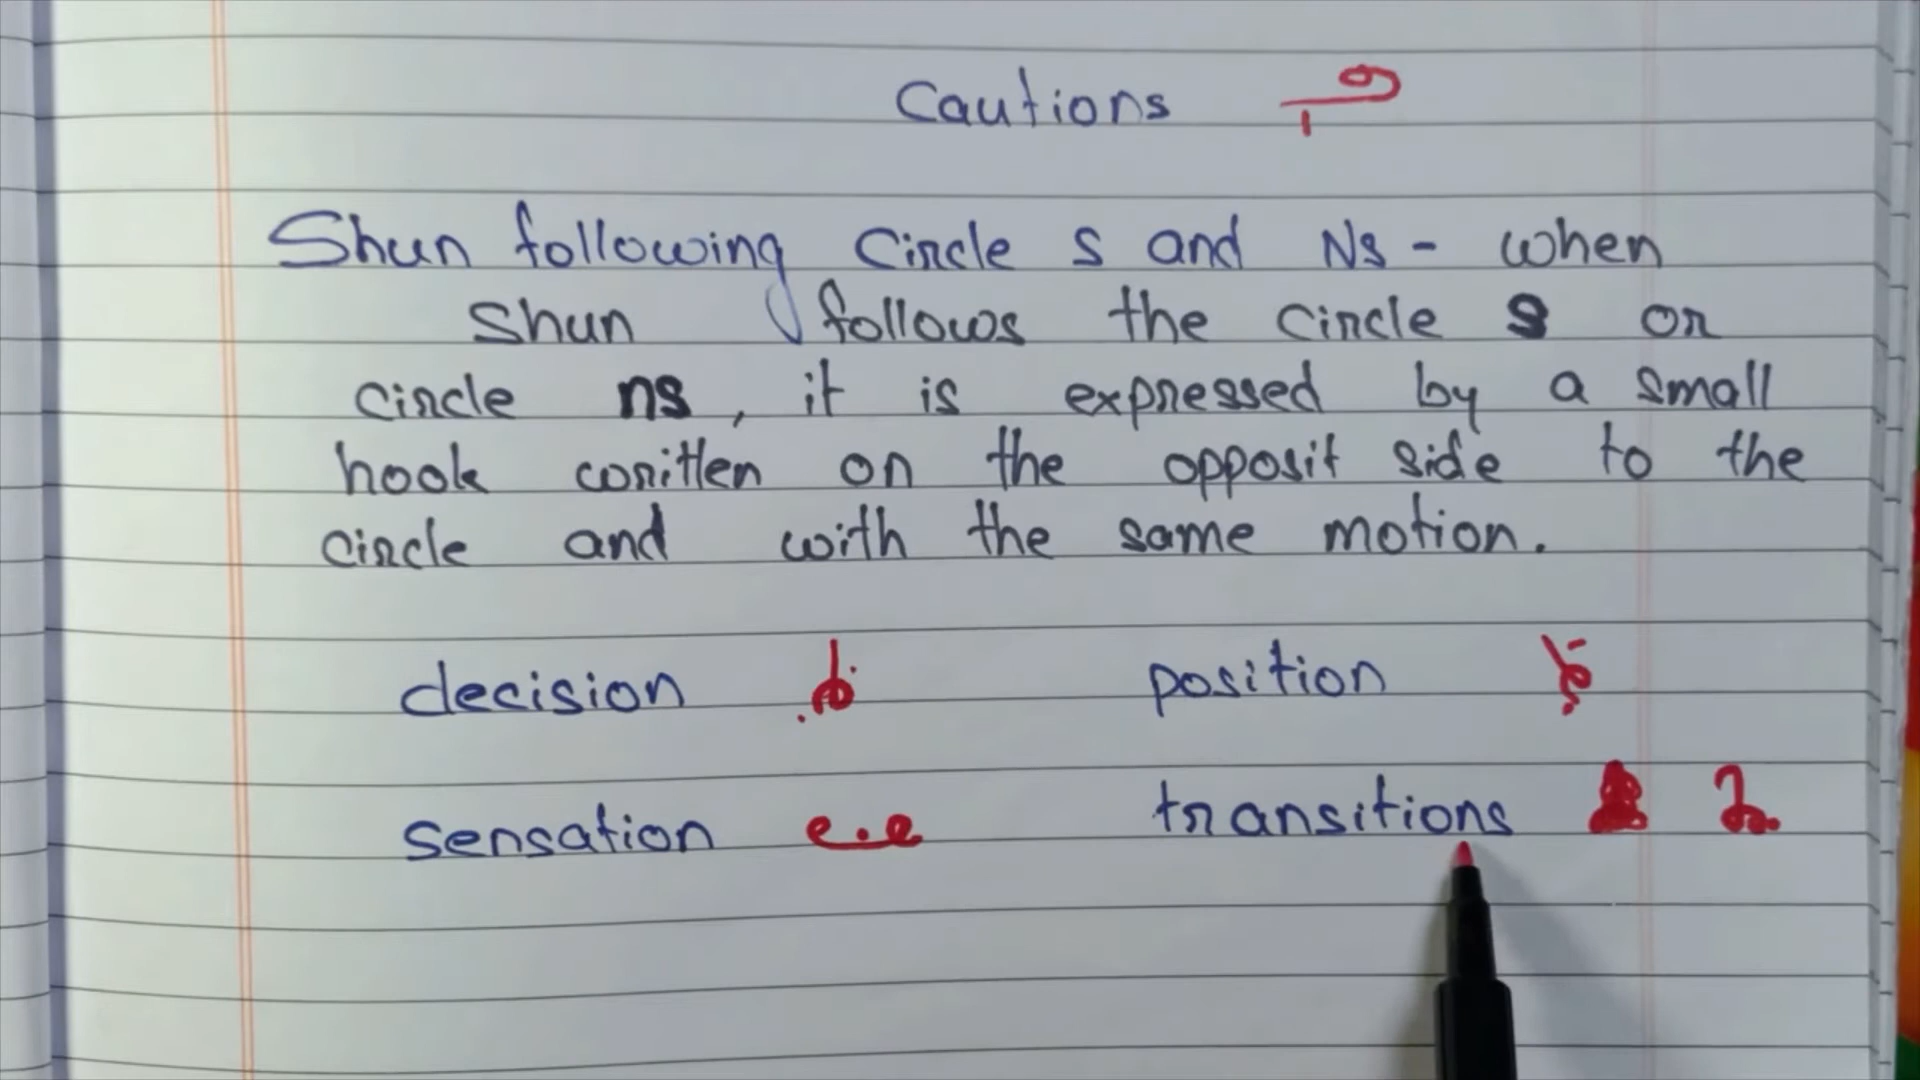 Cautions
Shun following Circle S and Ns - when
Shun follows the circle S or
circle ns, it is expressed by a small
hook written on the opposit side to the
circle and with the same motion.
decision position
sensation transitions